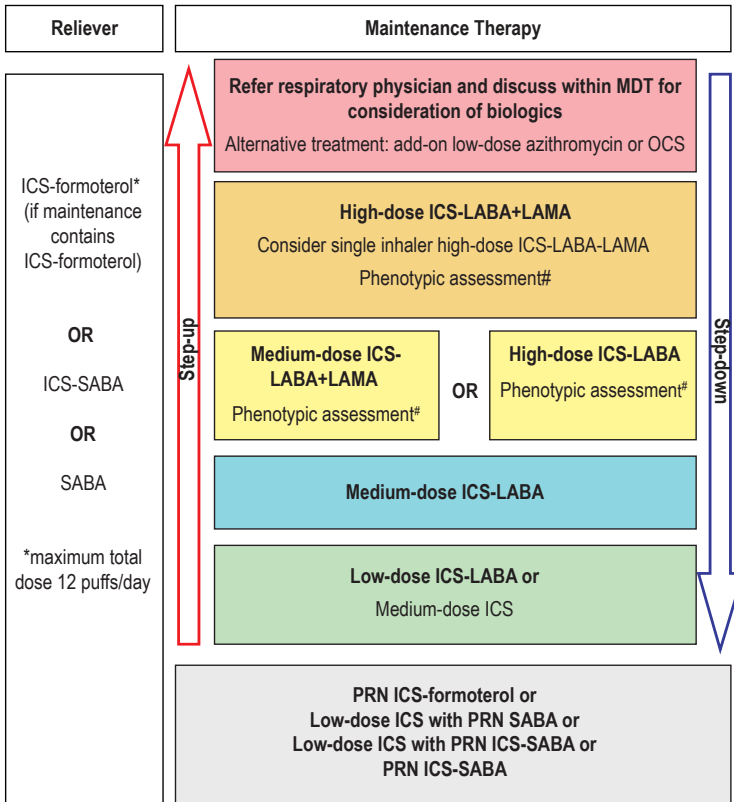 Reliever
Maintenance Therapy
ICS-formoterol*
(if maintenance
contains
ICS-formoterol)
OR
ICS-SABA
OR
SABA
*maximum total
dose 12 puffs/day
Step-up
Refer respiratory physician and discuss within MDT for
consideration of biologics
Alternative treatment: add-on low-dose azithromycin or OCS
High-dose ICS-LABA+LAMA
Consider single inhaler high-dose ICS-LABA-LAMA
Phenotypic assessment#
Medium-dose ICS-
LABA+LAMA
Phenotypic assessment#
OR
High-dose ICS-LABA
Phenotypic assessment#
Medium-dose ICS-LABA
Low-dose ICS-LABA or
Medium-dose ICS
Step-down
PRN ICS-formoterol or
Low-dose ICS with PRN SABA or
Low-dose ICS with PRN ICS-SABA or
PRN ICS-SABA